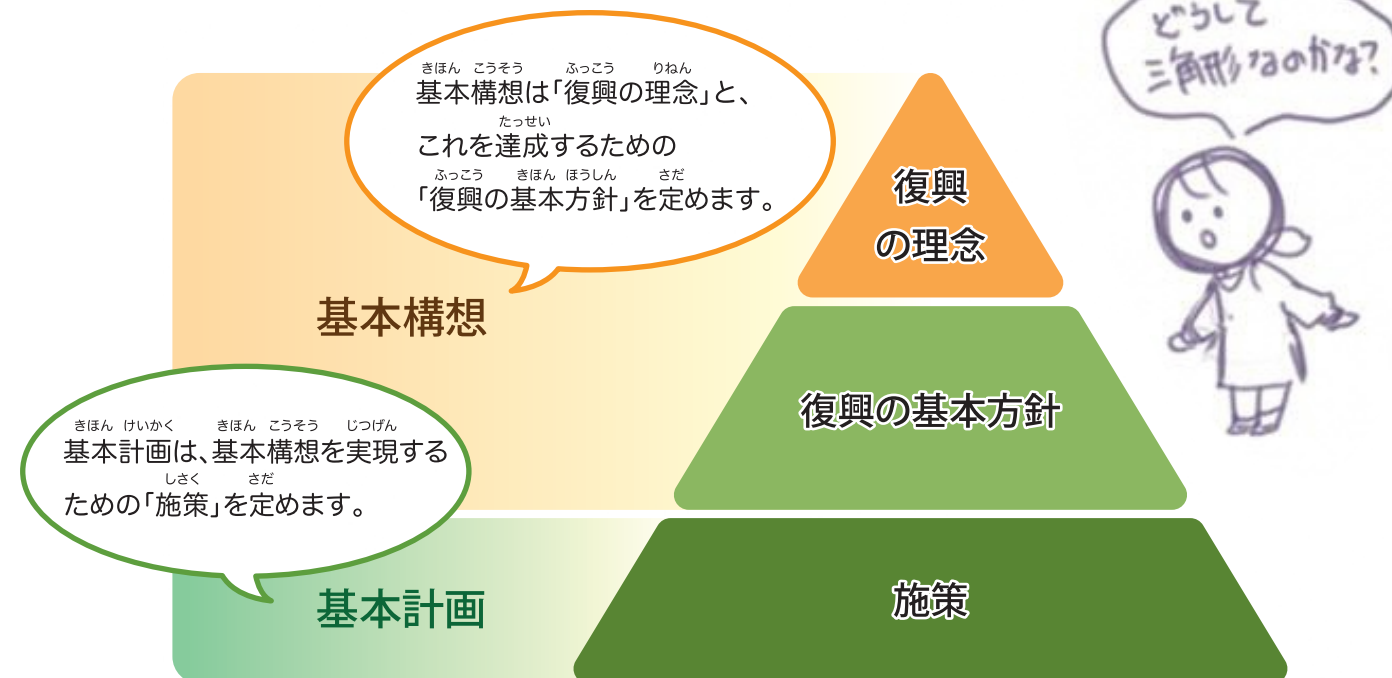 どうして
三角形なのかな?
きほん こうそう ふっこう りねん
基本構想は「復興の理念」と、
たっせい
これを達成するための
ふっこう きほん ほうしん さだ
「復興の基本方針」を定めます。
復興
の理念
基本構想
復興の基本方針
きほん けいかく きほん こうそう じつげん
基本計画は、基本構想を実現する
しさく さだ
ための「施策」を定めます。
基本計画
施策